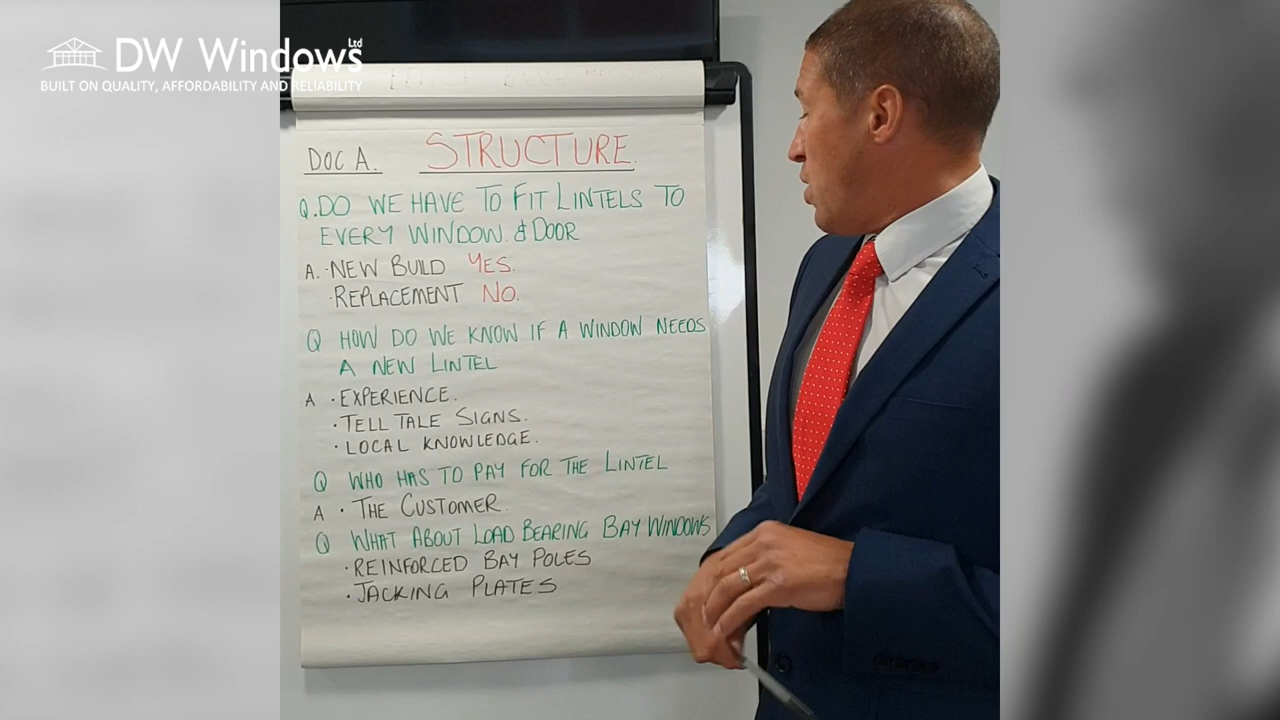 DW Windows Ltd
BUILT ON QUALITY, AFFORDABILITY AND RELIABILITY
DOC A. STRUCTURE.
Q. DO WE HAVE TO FIT LINTELS TO
EVERY WINDOW. & DOOR
A. · NEW BUILD YES.
· REPLACEMENT NO.
Q HOW DO WE KNOW IF A WINDOW NEEDS
A NEW LINTEL
A · EXPERIENCE.
· TELL TALE SIGNS.
· LOCAL KNOWLEDGE.
Q WHO HAS TO PAY FOR THE LINTEL
A · THE CUSTOMER.
Q WHAT ABOUT LOAD BEARING BAY WINDOWS
· REINFORCED BAY POLES
· JACKING PLATES